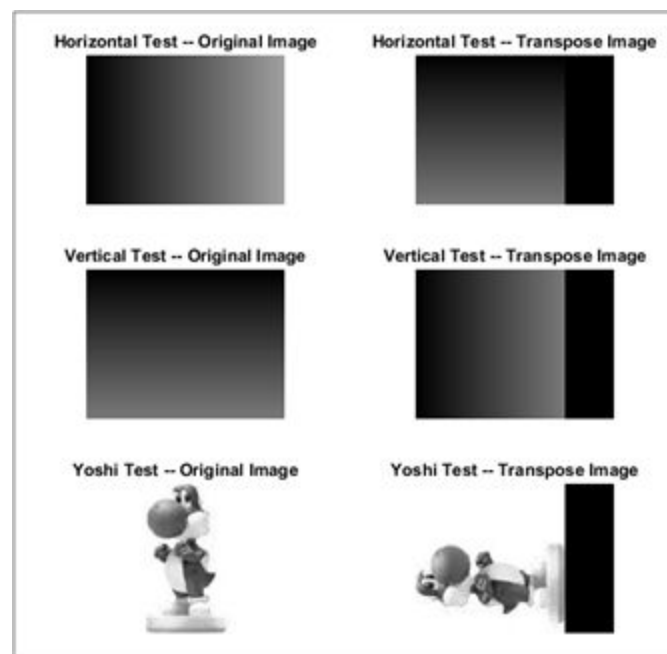 Horizontal Test -- Original Image
Horizontal Test -- Transpose Image
Vertical Test -- Original Image
Vertical Test -- Transpose Image
Yoshi Test -- Original Image
Yoshi Test -- Transpose Image